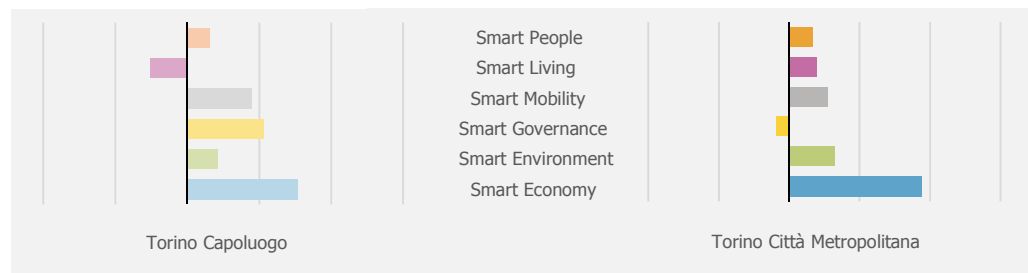 Smart People
Smart Living
Smart Mobility
Smart Governance
Smart Environment
Smart Economy
Torino Capoluogo
Torino Città Metropolitana